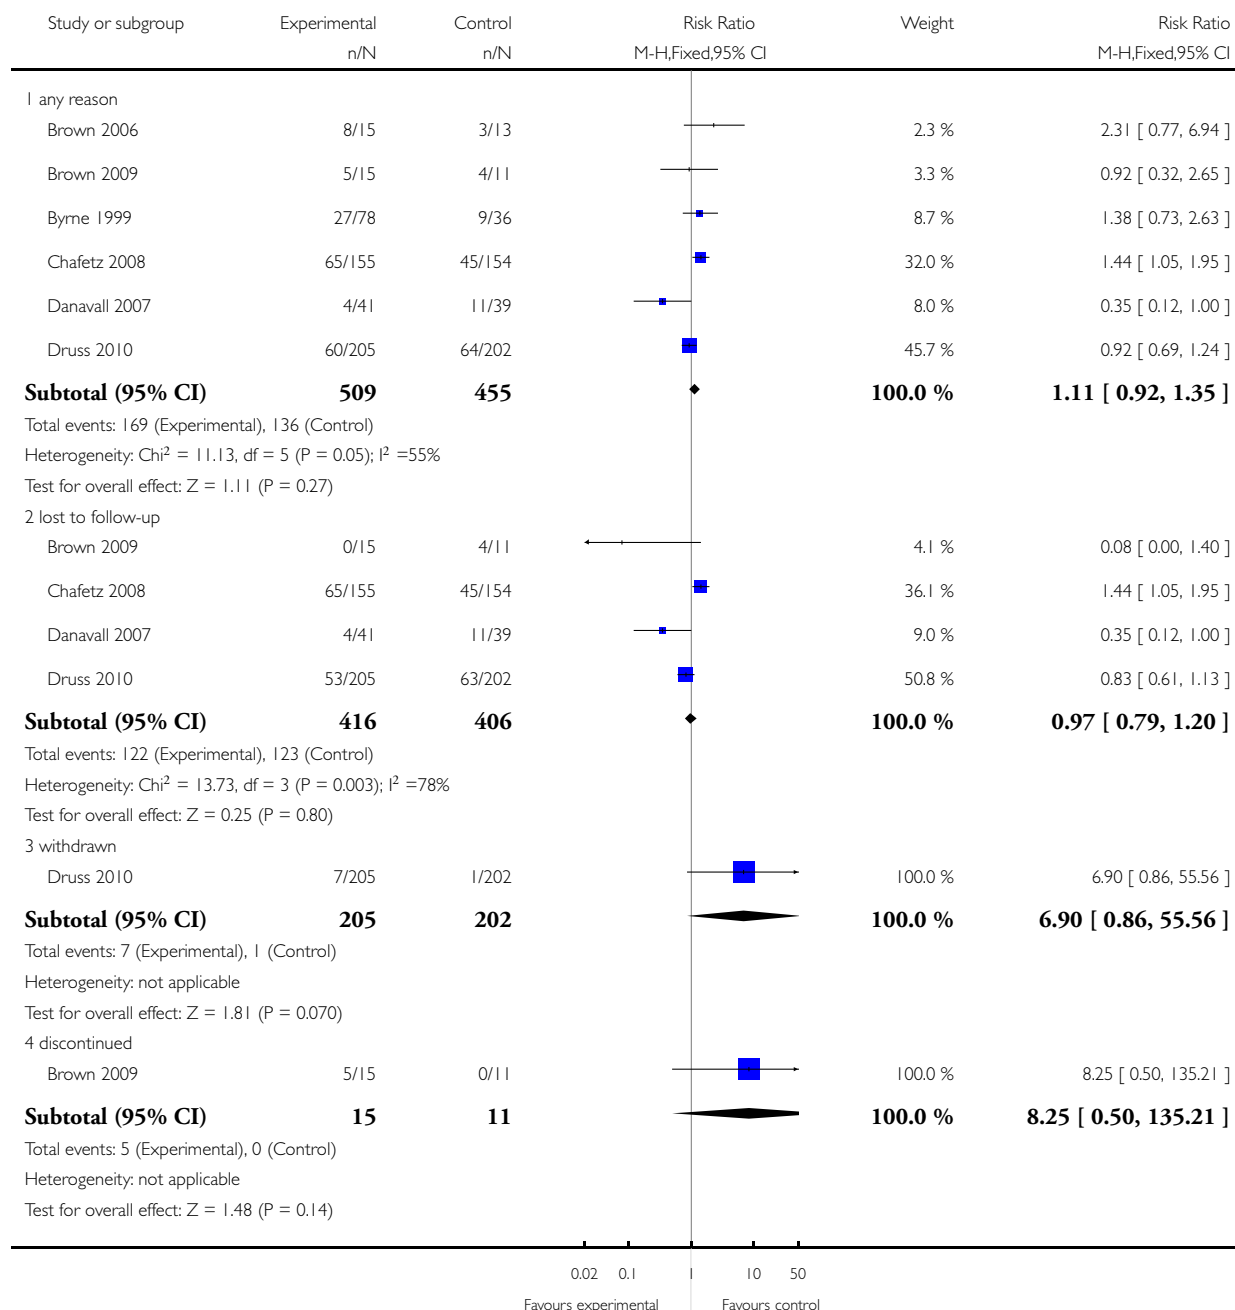 Study or subgroup Experimental Control Risk Ratio Weight Risk Ratio
n/N n/N M-H,Fixed,95% CI M-H,Fixed,95% CI
1 any reason
Brown 2006 8/15 3/13 2.3 % 2.31 [ 0.77, 6.94 ]
Brown 2009 5/15 4/11 3.3 % 0.92 [ 0.32, 2.65 ]
Byrne 1999 27/78 9/36 8.7 % 1.38 [ 0.73, 2.63 ]
Chafetz 2008 65/155 45/154 32.0 % 1.44 [ 1.05, 1.95 ]
Danavall 2007 4/41 11/39 8.0 % 0.35 [ 0.12, 1.00 ]
Druss 2010 60/205 64/202 45.7 % 0.92 [ 0.69, 1.24 ]
Subtotal (95% CI) 509 455 100.0 % 1.11 [ 0.92, 1.35 ]
Total events: 169 (Experimental), 136 (Control)
Heterogeneity: Chi² = 11.13, df = 5 (P = 0.05); I² =55%
Test for overall effect: Z = 1.11 (P = 0.27)
2 lost to follow-up
Brown 2009 0/15 4/11 4.1 % 0.08 [ 0.00, 1.40 ]
Chafetz 2008 65/155 45/154 36.1 % 1.44 [ 1.05, 1.95 ]
Danavall 2007 4/41 11/39 9.0 % 0.35 [ 0.12, 1.00 ]
Druss 2010 53/205 63/202 50.8 % 0.83 [ 0.61, 1.13 ]
Subtotal (95% CI) 416 406 100.0 % 0.97 [ 0.79, 1.20 ]
Total events: 122 (Experimental), 123 (Control)
Heterogeneity: Chi² = 13.73, df = 3 (P = 0.003); I² =78%
Test for overall effect: Z = 0.25 (P = 0.80)
3 withdrawn
Druss 2010 7/205 1/202 100.0 % 6.90 [ 0.86, 55.56 ]
Subtotal (95% CI) 205 202 100.0 % 6.90 [ 0.86, 55.56 ]
Total events: 7 (Experimental), 1 (Control)
Heterogeneity: not applicable
Test for overall effect: Z = 1.81 (P = 0.070)
4 discontinued
Brown 2009 5/15 0/11 100.0 % 8.25 [ 0.50, 135.21 ]
Subtotal (95% CI) 15 11 100.0 % 8.25 [ 0.50, 135.21 ]
Total events: 5 (Experimental), 0 (Control)
Heterogeneity: not applicable
Test for overall effect: Z = 1.48 (P = 0.14)
0.02 0.1 1 10 50
Favours experimental Favours control